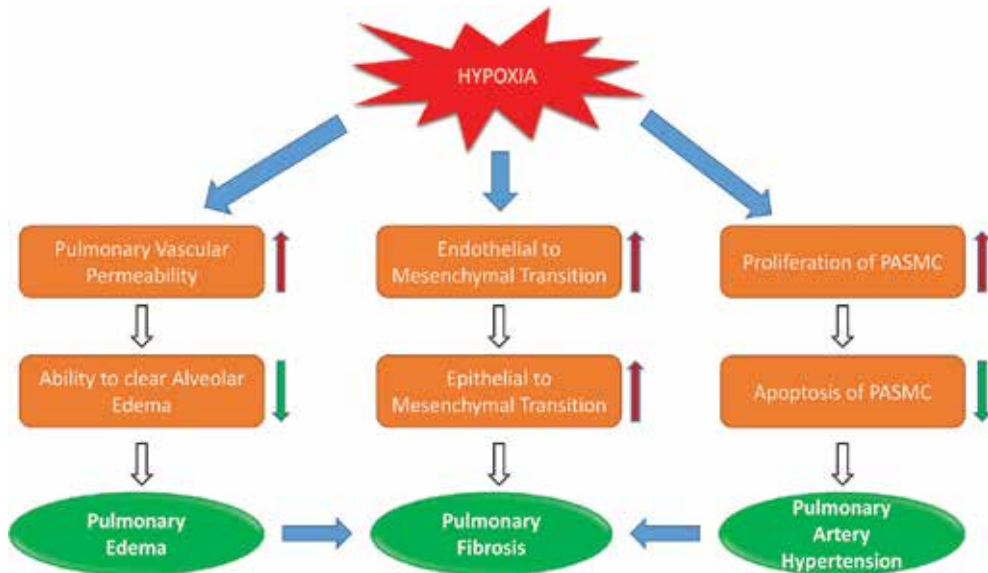 HYPOXIA
Pulmonary Vascular
Permeability
Endothelial to
Mesenchymal Transition
Proliferation of PASMC
Ability to clear Alveolar
Edema
Epithelial to
Mesenchymal Transition
Apoptosis of PASMC
Pulmonary
Edema
Pulmonary
Fibrosis
Pulmonary
Artery
Hypertension